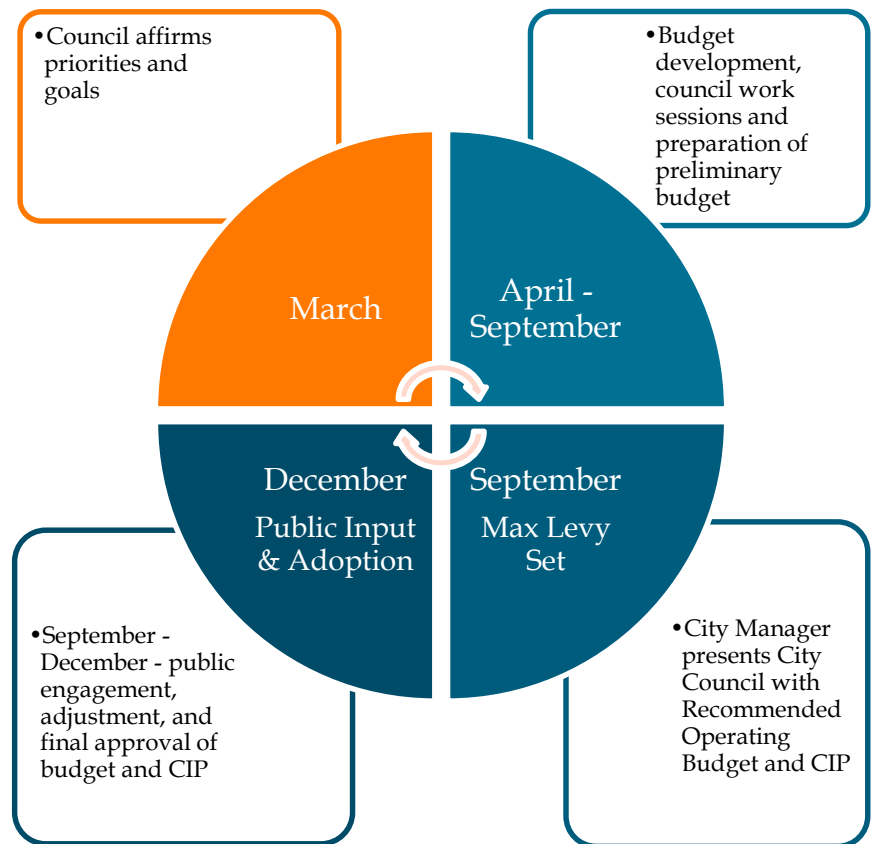 •Council affirms
priorities and
goals
•Budget
development,
council work
sessions and
preparation of
preliminary
budget
March
April -
September
December
Public Input
& Adoption
September
Max Levy
Set
•September -
December - public
engagement,
adjustment, and
final approval of
budget and CIP
•City Manager
presents City
Council with
Recommended
Operating
Budget and CIP